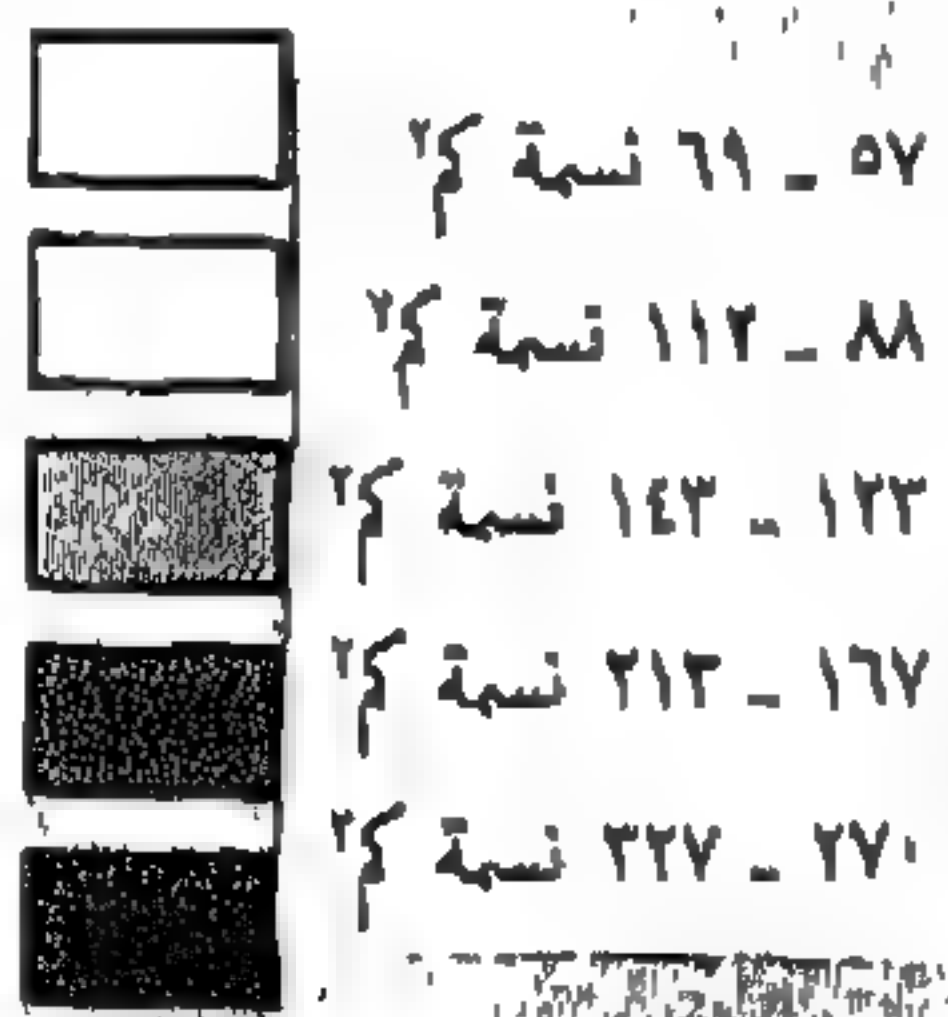 ٥٧ - ٦٩ نسمة كم٢
٨٨ - ١١٢ نسمة كم٢
١٢٣ - ١٤٣ نسمة كم٢
١٦٧ - ٢١٣ نسمة كم٢
٢٧٠ - ٣٢٧ نسمة كم٢